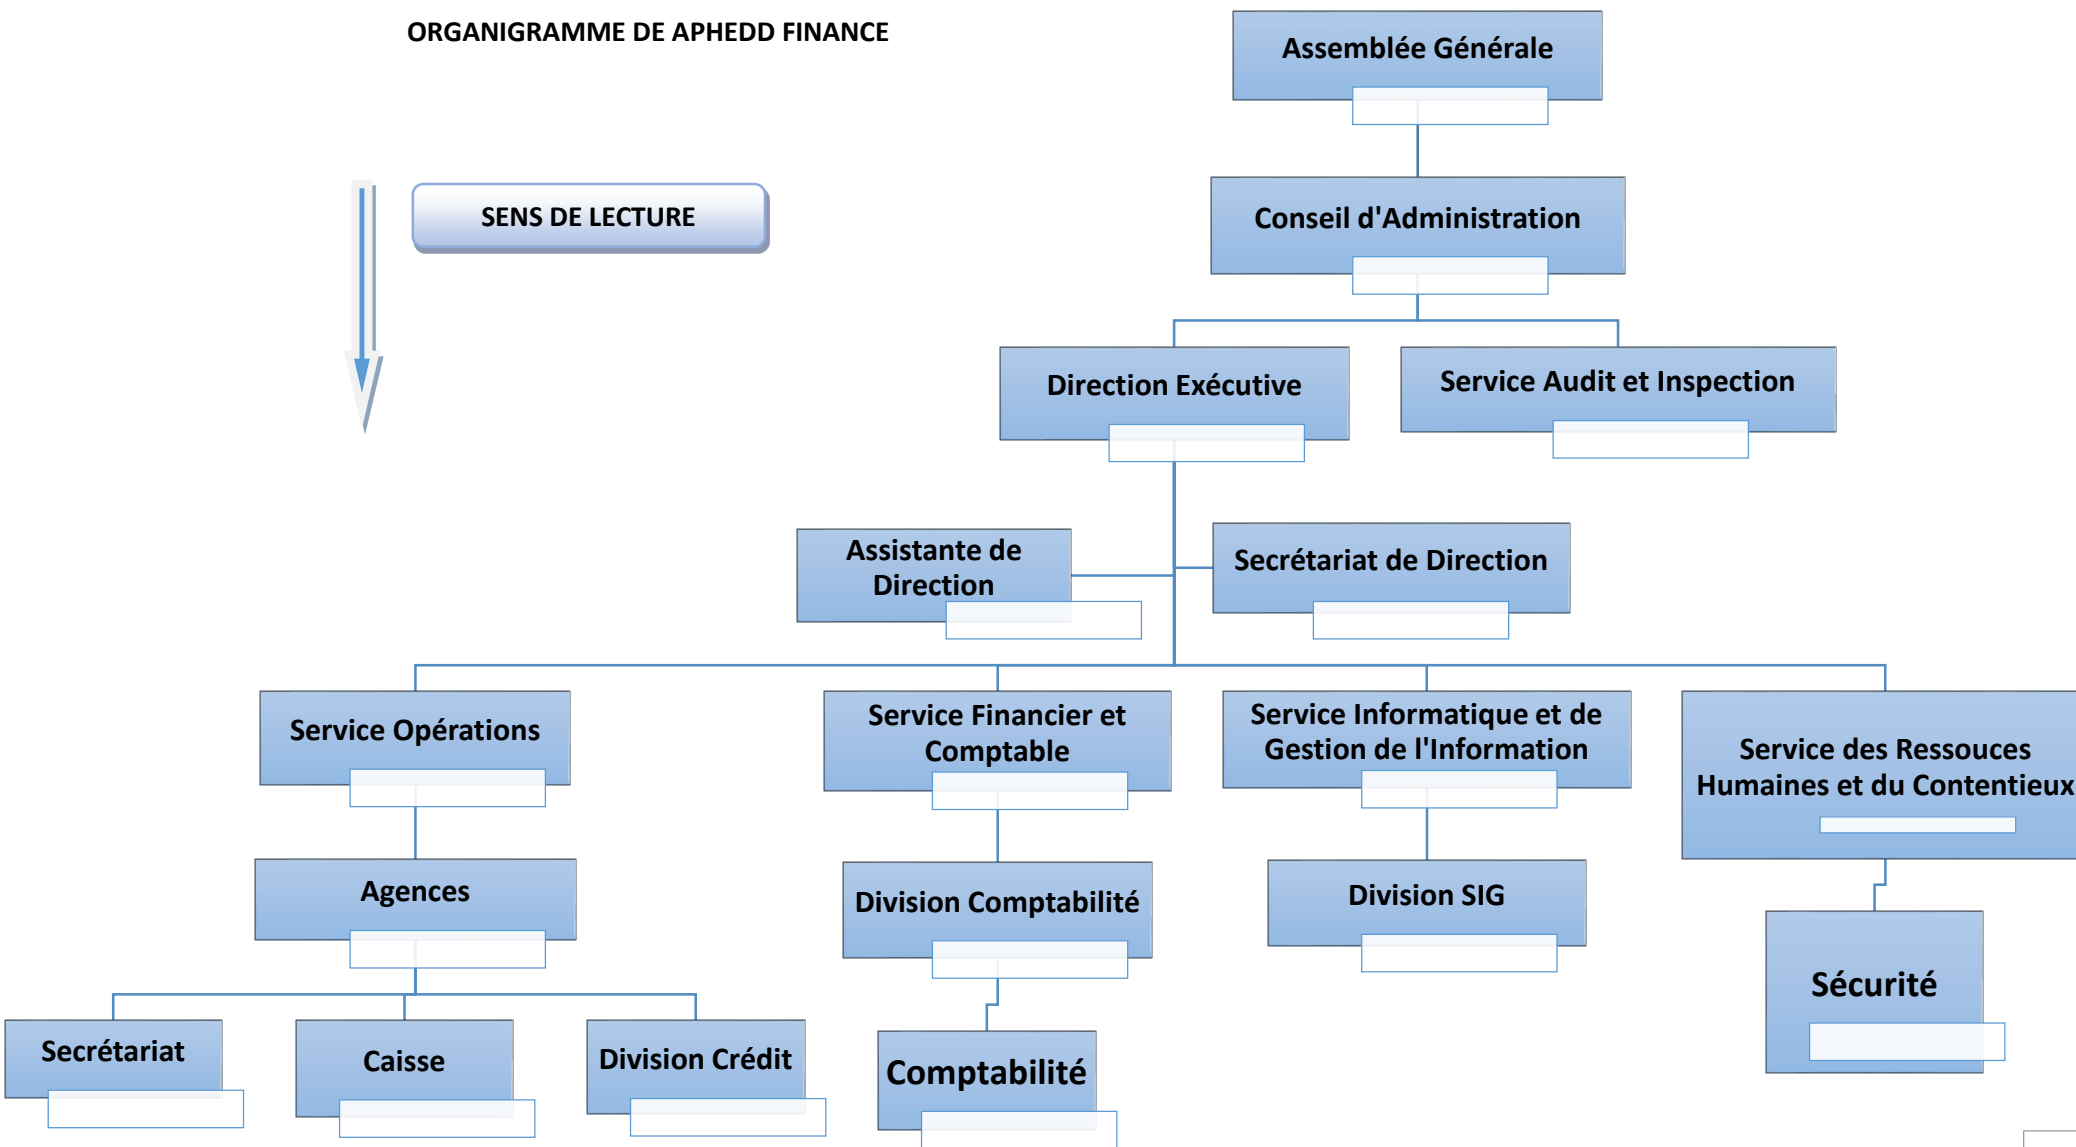 ORGANIGRAMME DE APHEDD FINANCE
Assemblée Générale
SENS DE LECTURE
Conseil d'Administration
Direction Exécutive
Service Audit et Inspection
Assistante de
Direction
Secrétariat de Direction
Service Opérations
Service Financier et
Comptable
Service Informatique et de
Gestion de l'Information
Service des Ressouces
Humaines et du Contentieux
Agences
Division Comptabilité
Division SIG
Sécurité
Secrétariat
Caisse
Division Crédit
Comptabilité